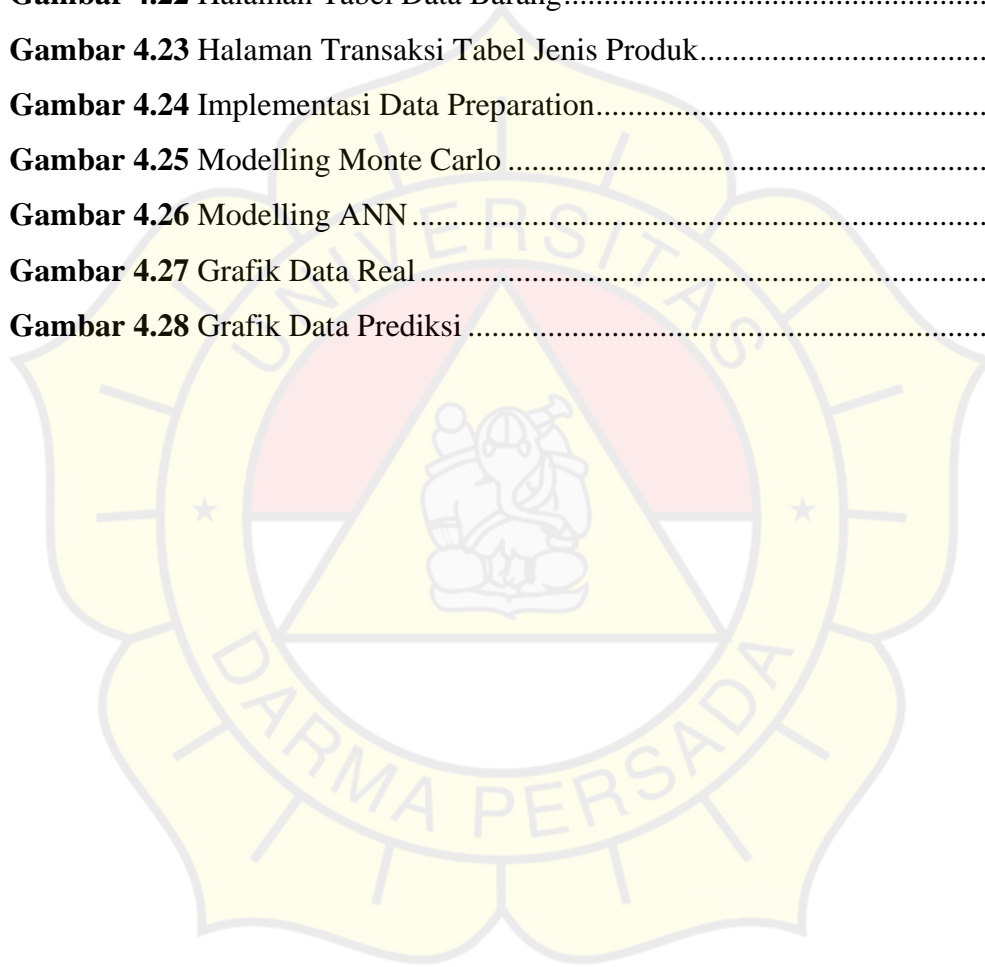 Gambar 4.22 Halaman Tabel Data Barang......................................................
Gambar 4.23 Halaman Transaksi Tabel Jenis Produk....................................
Gambar 4.24 Implementasi Data Preparation.................................................
Gambar 4.25 Modelling Monte Carlo ............................................................
Gambar 4.26 Modelling ANN........................................................................
Gambar 4.27 Grafik Data Real.......................................................................
Gambar 4.28 Grafik Data Prediksi .................................................................
UNIVERSITAS
DARMA PERSADA